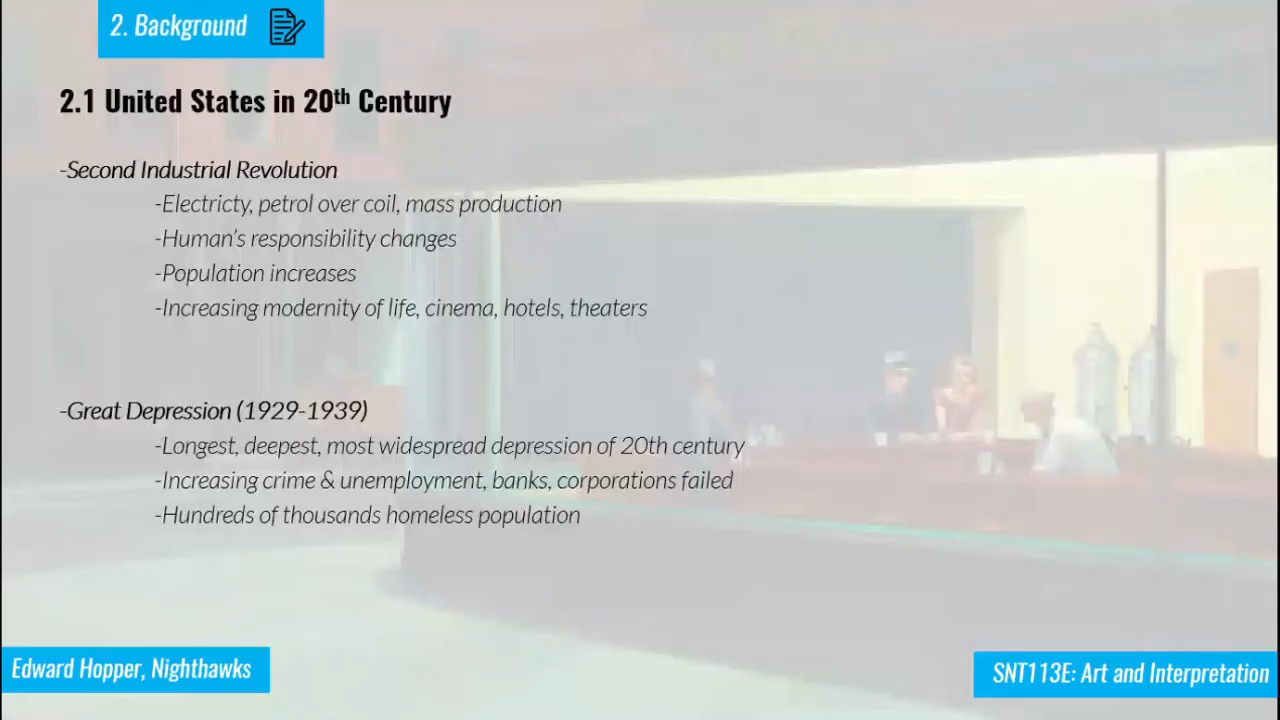 2. Background
2.1 United States in 20th Century
-Second Industrial Revolution
-Electricty, petrol over coil, mass production
-Human's responsibility changes
-Population increases
-Increasing modernity of life, cinema, hotels, theaters
-Great Depression (1929-1939)
-Longest, deepest, most widespread depression of 20th century
-Increasing crime & unemployment, banks, corporations failed
-Hundreds of thousands homeless population
Edward Hopper, Nighthawks
SNT113E: Art and Interpretation